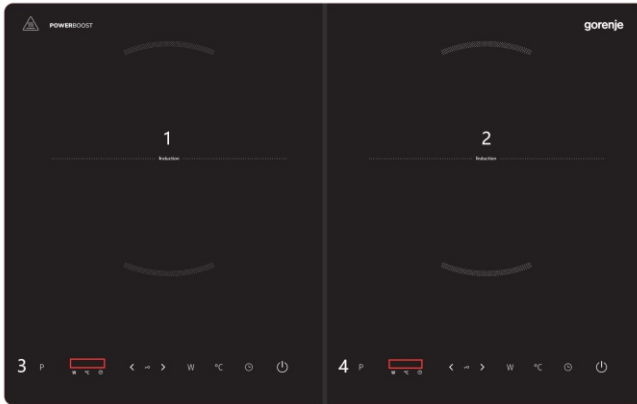 POWERBOOST
gorenje
1
2
Induction
Induction
3 P W °C < > W °C
4 P W °C < > W °C